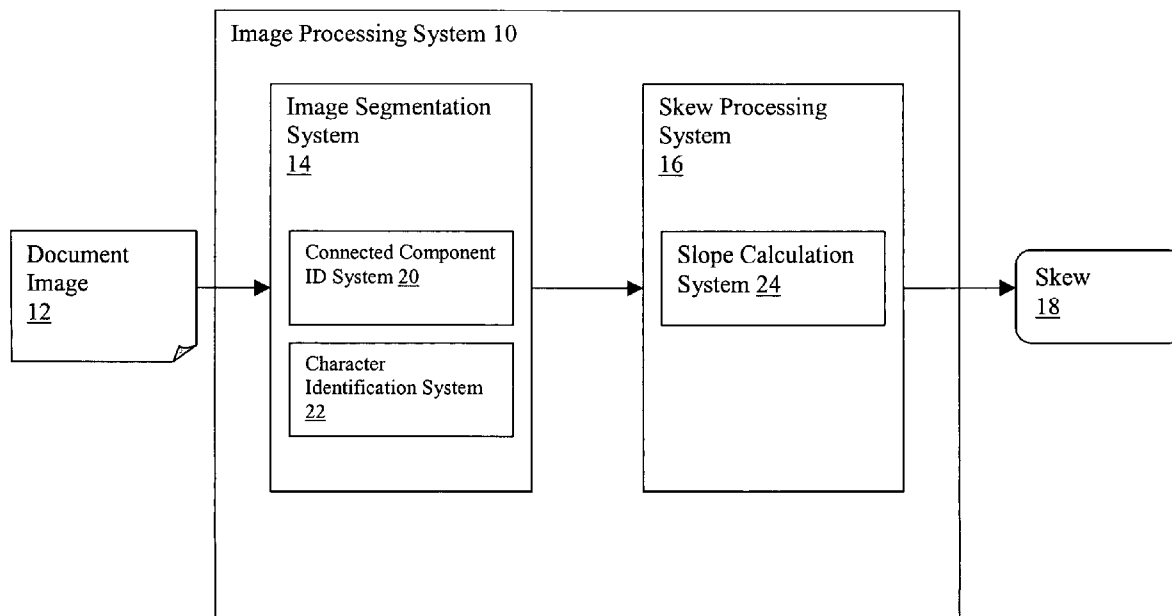 Image Processing System 10
Image Segmentation
System
14
Skew Processing
System
16
Document
Image
12
Connected Component
ID System 20
Character
Identification System
22
Slope Calculation
System 24
Skew
18